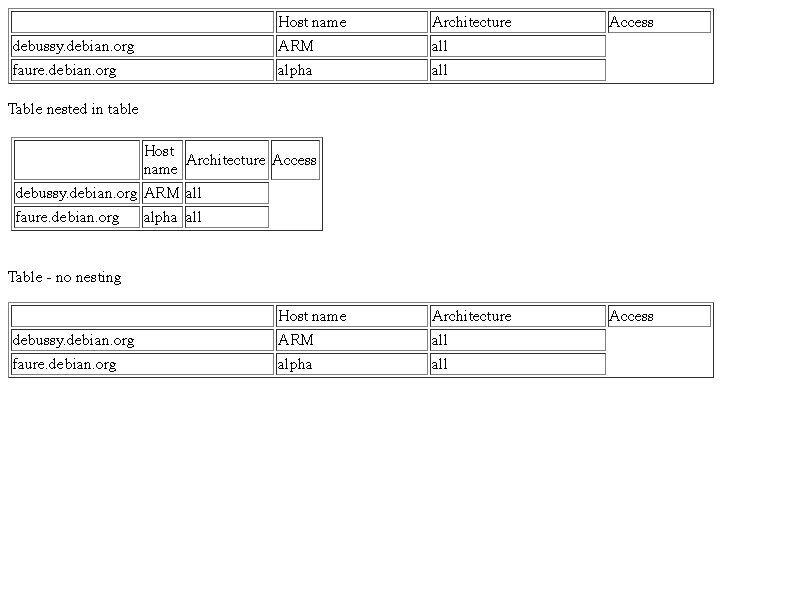 Host name Architecture Access
debussy.debian.org ARM all
faure.debian.org alpha all
Table nested in table
Host name Architecture Access
debussy.debian.org ARM all
faure.debian.org alpha all
Table - no nesting
Host name Architecture Access
debussy.debian.org ARM all
faure.debian.org alpha all